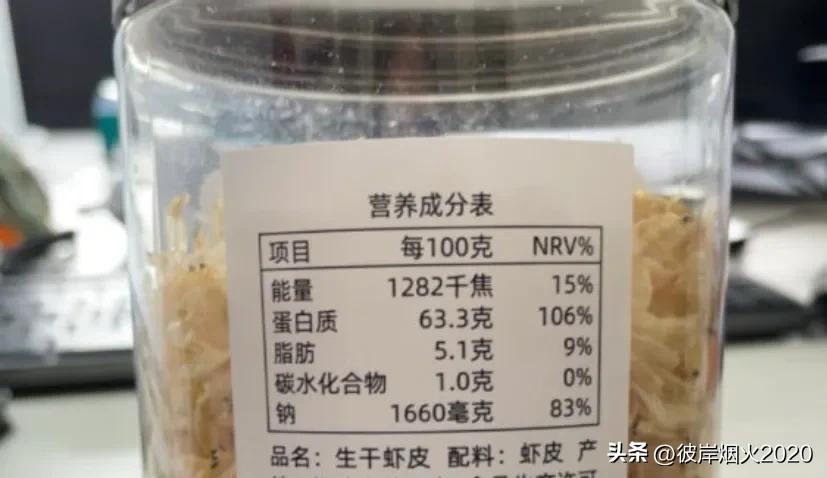 营养成分表
项目 每100克 NRV%
能量 1282千焦 15%
蛋白质 63.3克 106%
脂肪 5.1克 9%
碳水化合物 1.0克 0%
钠 1660毫克 83%
品名：生干虾皮 配料：虾皮 产
头条 @彼岸烟火2020